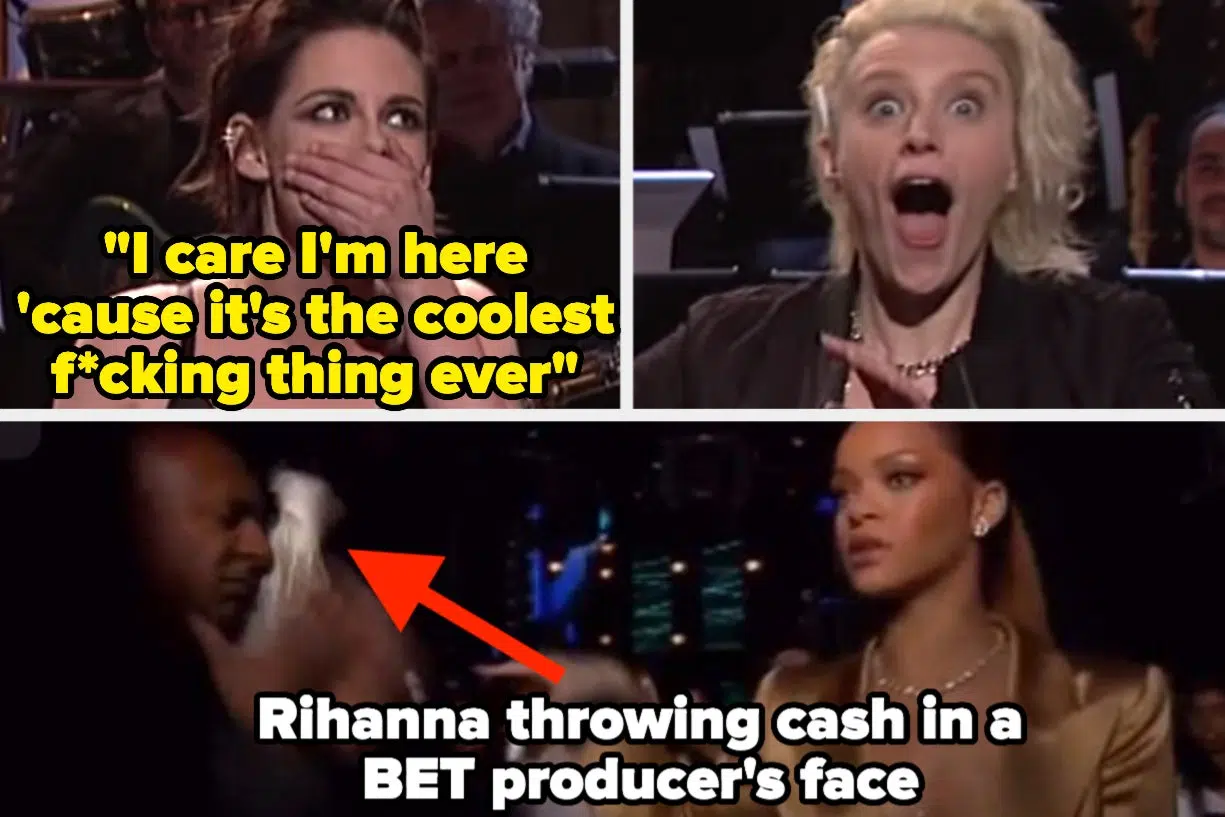 "I care I'm here
'cause it's the coolest
f*cking thing ever"
Rihanna throwing cash in a
BET producer's face